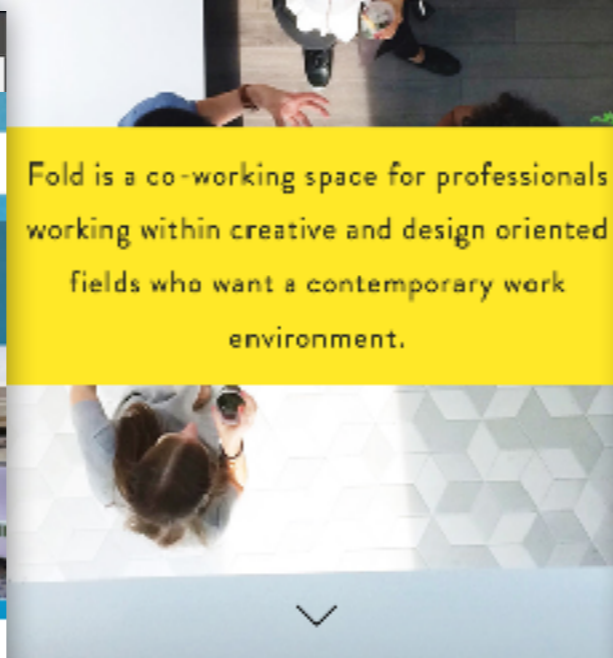 Fold is a co-working space for professionals
working within creative and design oriented
fields who want a contemporary work
environment.